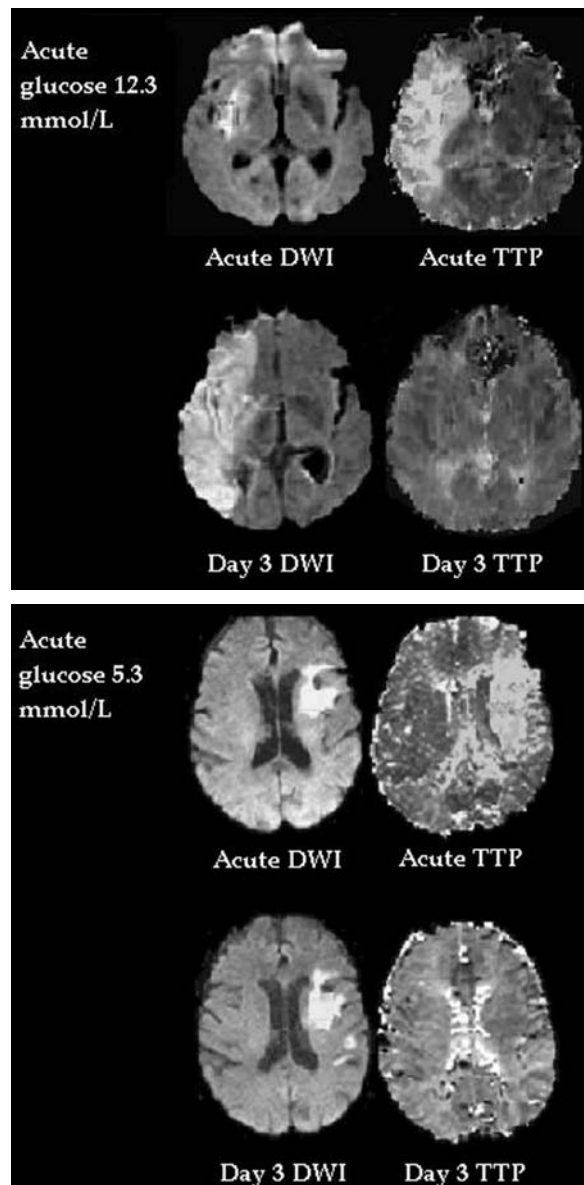 Acute
glucose 12.3
mmol/L
Acute DWI
Acute TTP
Day 3 DWI
Day 3 TTP
Acute
glucose 5.3
mmol/L
Acute DWI
Acute TTP
Day 3 DWI
Day 3 TTP